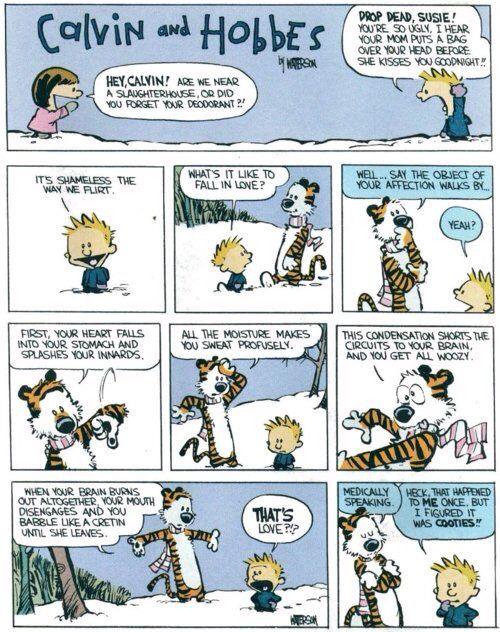 Calvin and Hobbes
by WATTERSON
HEY, CALVIN! ARE WE NEAR
A SLAUGHTERHOUSE, OR DID
YOU FORGET YOUR DEODORANT?!
DROP DEAD, SUSIE!
YOU'RE SO UGLY, I HEAR
YOUR MOM PUTS A BAG
OVER YOUR HEAD BEFORE
SHE KISSES YOU GOODNIGHT!!
IT'S SHAMELESS THE
WAY WE FLIRT.
WHAT'S IT LIKE TO
FALL IN LOVE?
WELL... SAY THE OBJECT OF
YOUR AFFECTION WALKS BY...
YEAH?
FIRST, YOUR HEART FALLS
INTO YOUR STOMACH AND
SPLASHES YOUR INNARDS.
ALL THE MOISTURE MAKES
YOU SWEAT PROFUSELY.
THIS CONDENSATION SHORTS THE
CIRCUITS TO YOUR BRAIN,
AND YOU GET ALL WOOZY.
WHEN YOUR BRAIN BURNS
OUT ALTOGETHER, YOUR MOUTH
DISENGAGES AND YOU
BABBLE LIKE A CRETIN
UNTIL SHE LEAVES.
THAT'S
LOVE?!?
WATTERSON
MEDICALLY
SPEAKING.
HECK, THAT HAPPENED
TO ME ONCE, BUT
I FIGURED IT
WAS COOTIES!!